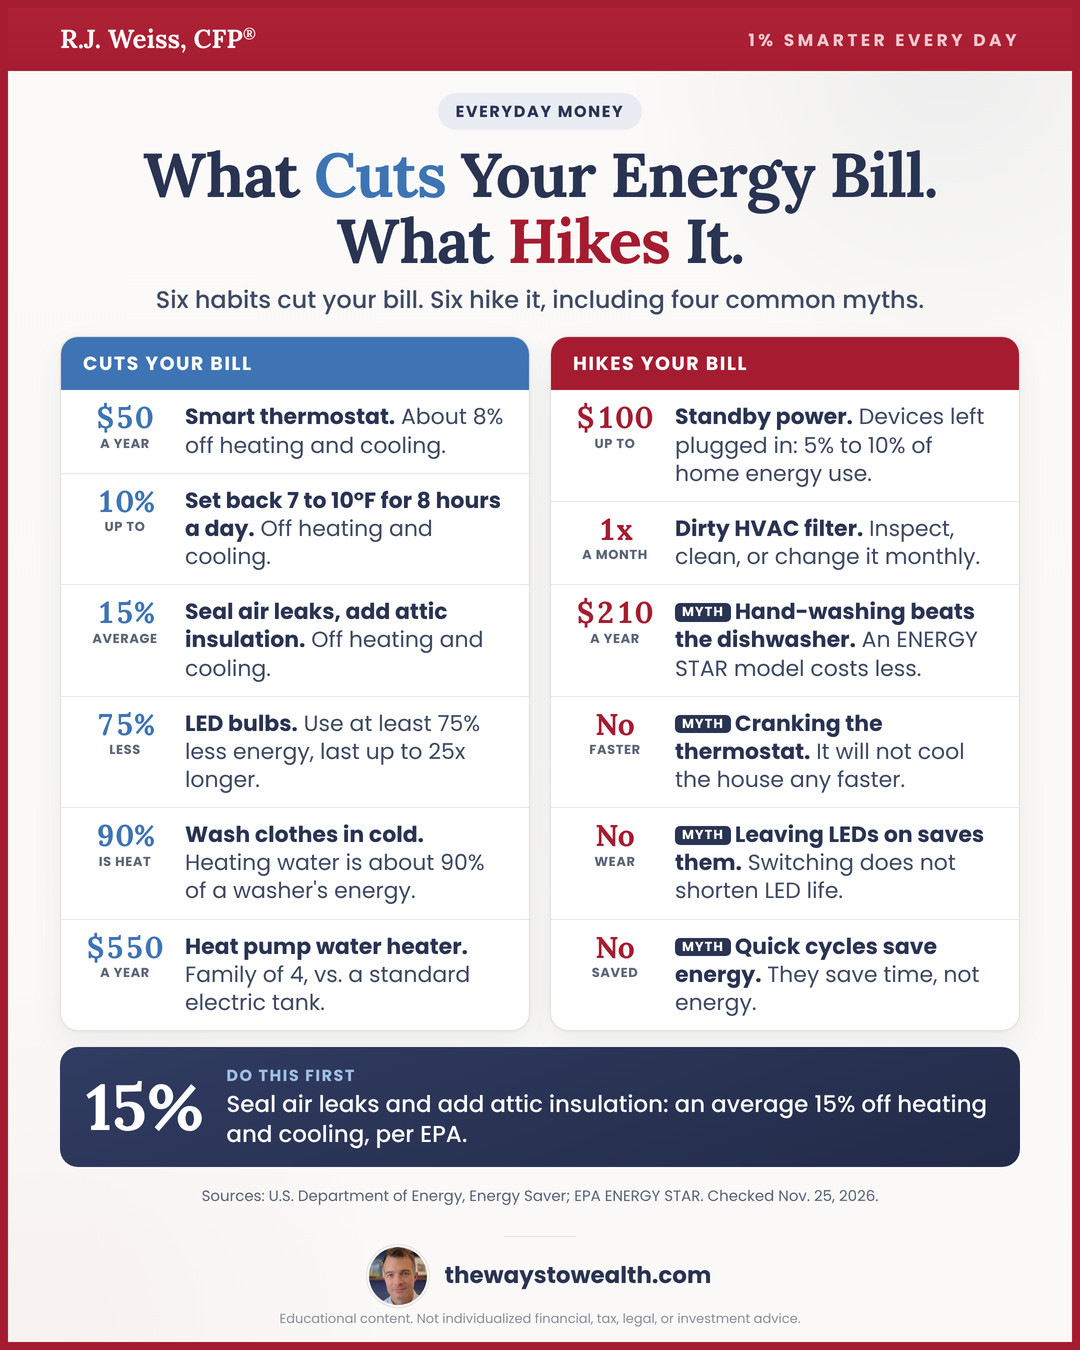 R.J. Weiss, CFP®
1% SMARTER EVERY DAY
EVERYDAY MONEY
What Cuts Your Energy Bill.
What Hikes It.
Six habits cut your bill. Six hike it, including four common myths.
CUTS YOUR BILL
$50
A YEAR
Smart thermostat. About 8%
off heating and cooling.
10%
UP TO
Set back 7 to 10°F for 8 hours
a day. Off heating and
cooling.
15%
AVERAGE
Seal air leaks, add attic
insulation. Off heating and
cooling.
75%
LESS
LED bulbs. Use at least 75%
less energy, last up to 25x
longer.
90%
IS HEAT
Wash clothes in cold.
Heating water is about 90%
of a washer's energy.
$550
A YEAR
Heat pump water heater.
Family of 4, vs. a standard
electric tank.
HIKES YOUR BILL
$100
UP TO
Standby power. Devices left
plugged in: 5% to 10% of
home energy use.
1x
A MONTH
Dirty HVAC filter. Inspect,
clean, or change it monthly.
$210
A YEAR
MYTH Hand-washing beats
the dishwasher. An ENERGY
STAR model costs less.
No
FASTER
MYTH Cranking the
thermostat. It will not cool
the house any faster.
No
WEAR
MYTH Leaving LEDs on saves
them. Switching does not
shorten LED life.
No
SAVED
MYTH Quick cycles save
energy. They save time, not
energy.
15%
DO THIS FIRST
Seal air leaks and add attic insulation: an average 15% off heating
and cooling, per EPA.
Sources: U.S. Department of Energy, Energy Saver; EPA ENERGY STAR. Checked Nov. 25, 2026.
thewaystowealth.com
Educational content. Not individualized financial, tax, legal, or investment advice.